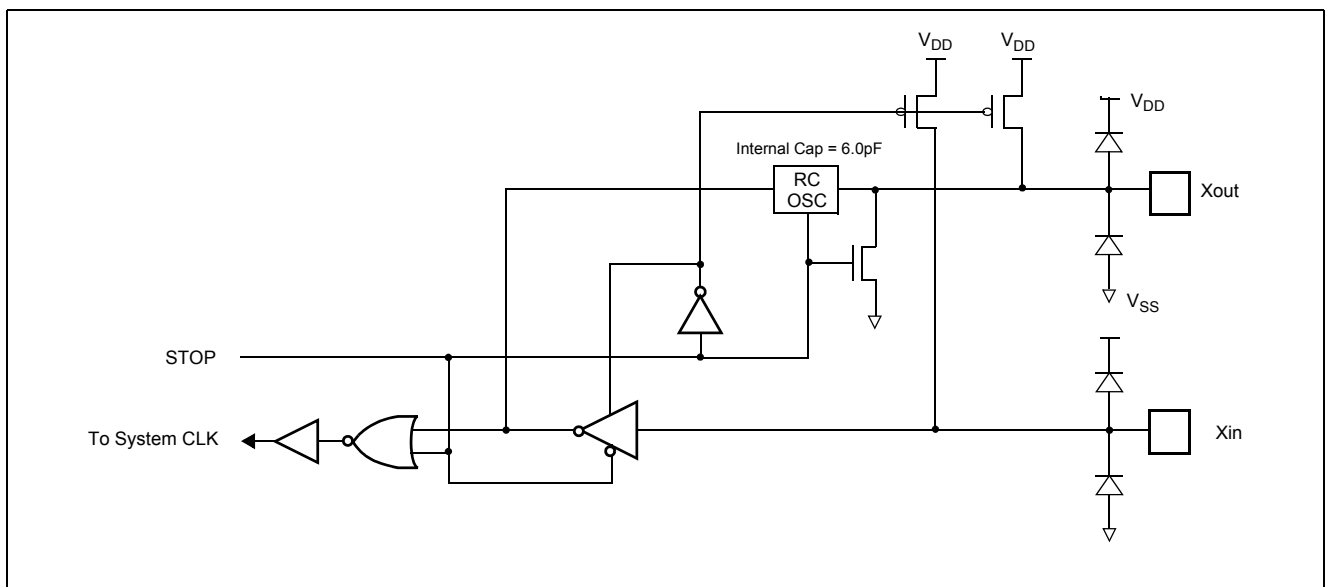 VDD
VDD
VDD
Internal Cap = 6.0pF
RC
OSC
Xout
VSS
STOP
To System CLK
Xin